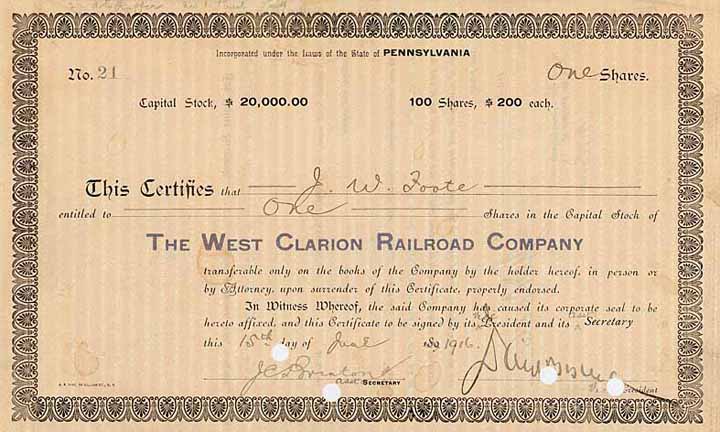 Incorporated under the Laws of the State of PENNSYLVANIA
No. 21 One Shares.
Capital Stock, $ 20,000.00 100 Shares, $ 200 each.
This Certifies that J. W. Foote
entitled to One Shares in the Capital Stock of
THE WEST CLARION RAILROAD COMPANY
transferable only on the books of the Company by the holder hereof, in person or
by Attorney, upon surrender of this Certificate, properly endorsed.
In Witness Whereof, the said Company has caused its corporate seal to be
hereto affixed, and this Certificate to be signed by its President and its Secretary
this 15th day of June 189 1916.
Asst SECRETARY President